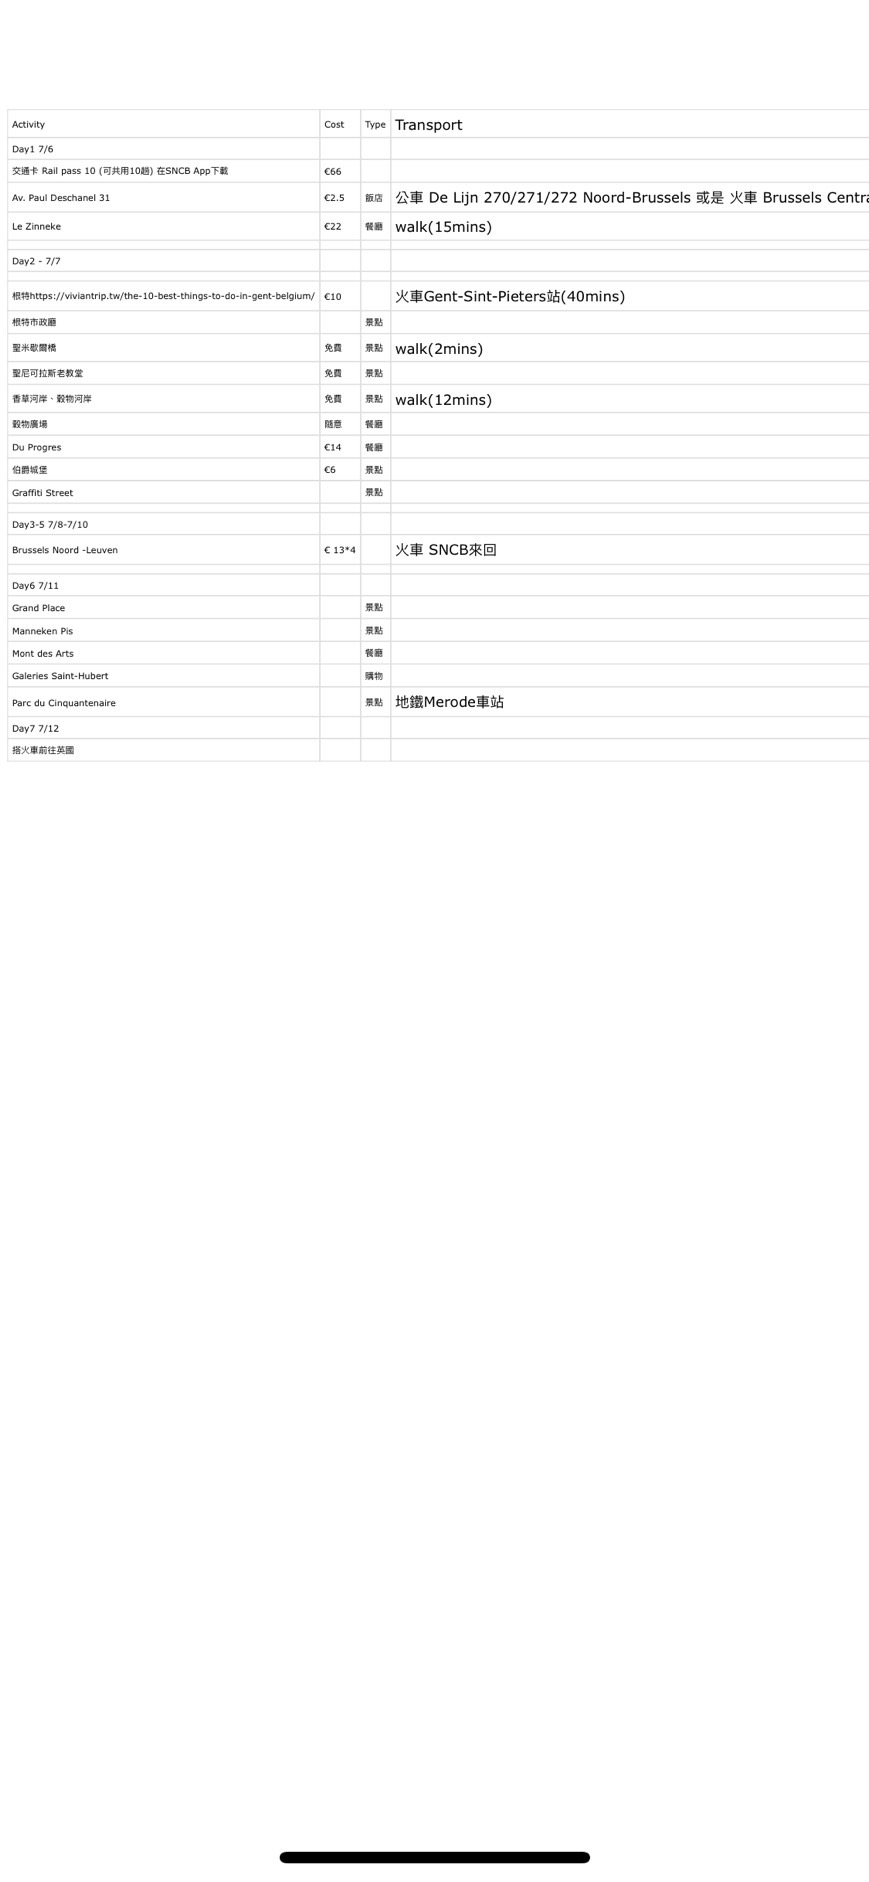 Activity Cost Type Transport
Day1 7/6
交通卡 Rail pass 10 (可共用10趟) 在SNCB App下載 €66
Av. Paul Deschanel 31 €2.5 飯店 公車 De Lijn 270/271/272 Noord-Brussels 或是 火車 Brussels Centra
Le Zinneke €22 餐廳 walk(15mins)
Day2 - 7/7
根特https://viviantrip.tw/the-10-best-things-to-do-in-gent-belgium/ €10 火車Gent-Sint-Pieters站(40mins)
根特市政廳 景點
聖米歇爾橋 免費 景點 walk(2mins)
聖尼可拉斯老教堂 免費 景點
香草河岸、穀物河岸 免費 景點 walk(12mins)
穀物廣場 隨意 餐廳
Du Progres €14 餐廳
伯爵城堡 €6 景點
Graffiti Street 景點
Day3-5 7/8-7/10
Brussels Noord -Leuven € 13*4 火車 SNCB來回
Day6 7/11
Grand Place 景點
Manneken Pis 景點
Mont des Arts 餐廳
Galeries Saint-Hubert 購物
Parc du Cinquantenaire 景點 地鐵Merode車站
Day7 7/12
搭火車前往英國